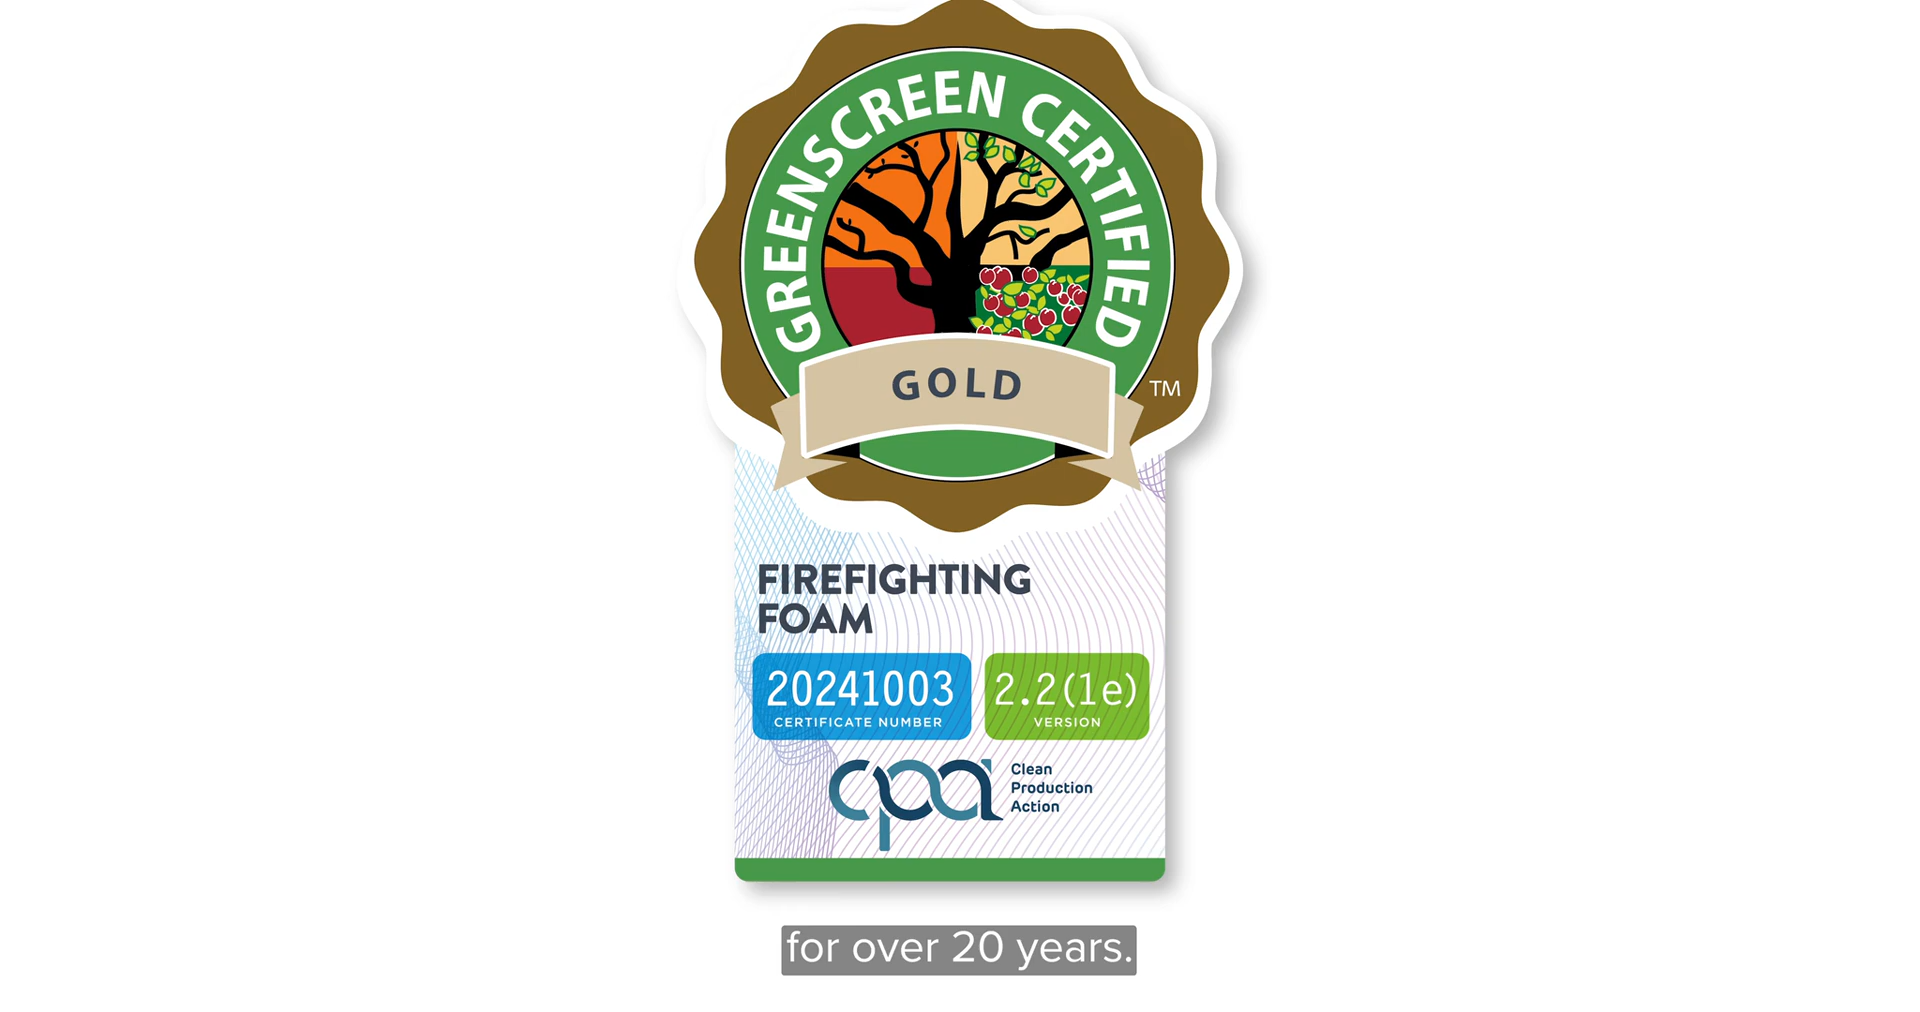 GREENSCREEN CERTIFIED
GOLD
TM
FIREFIGHTING
FOAM
20241003
CERTIFICATE NUMBER
2.2(1e)
VERSION
cpa
Clean
Production
Action
for over 20 years.